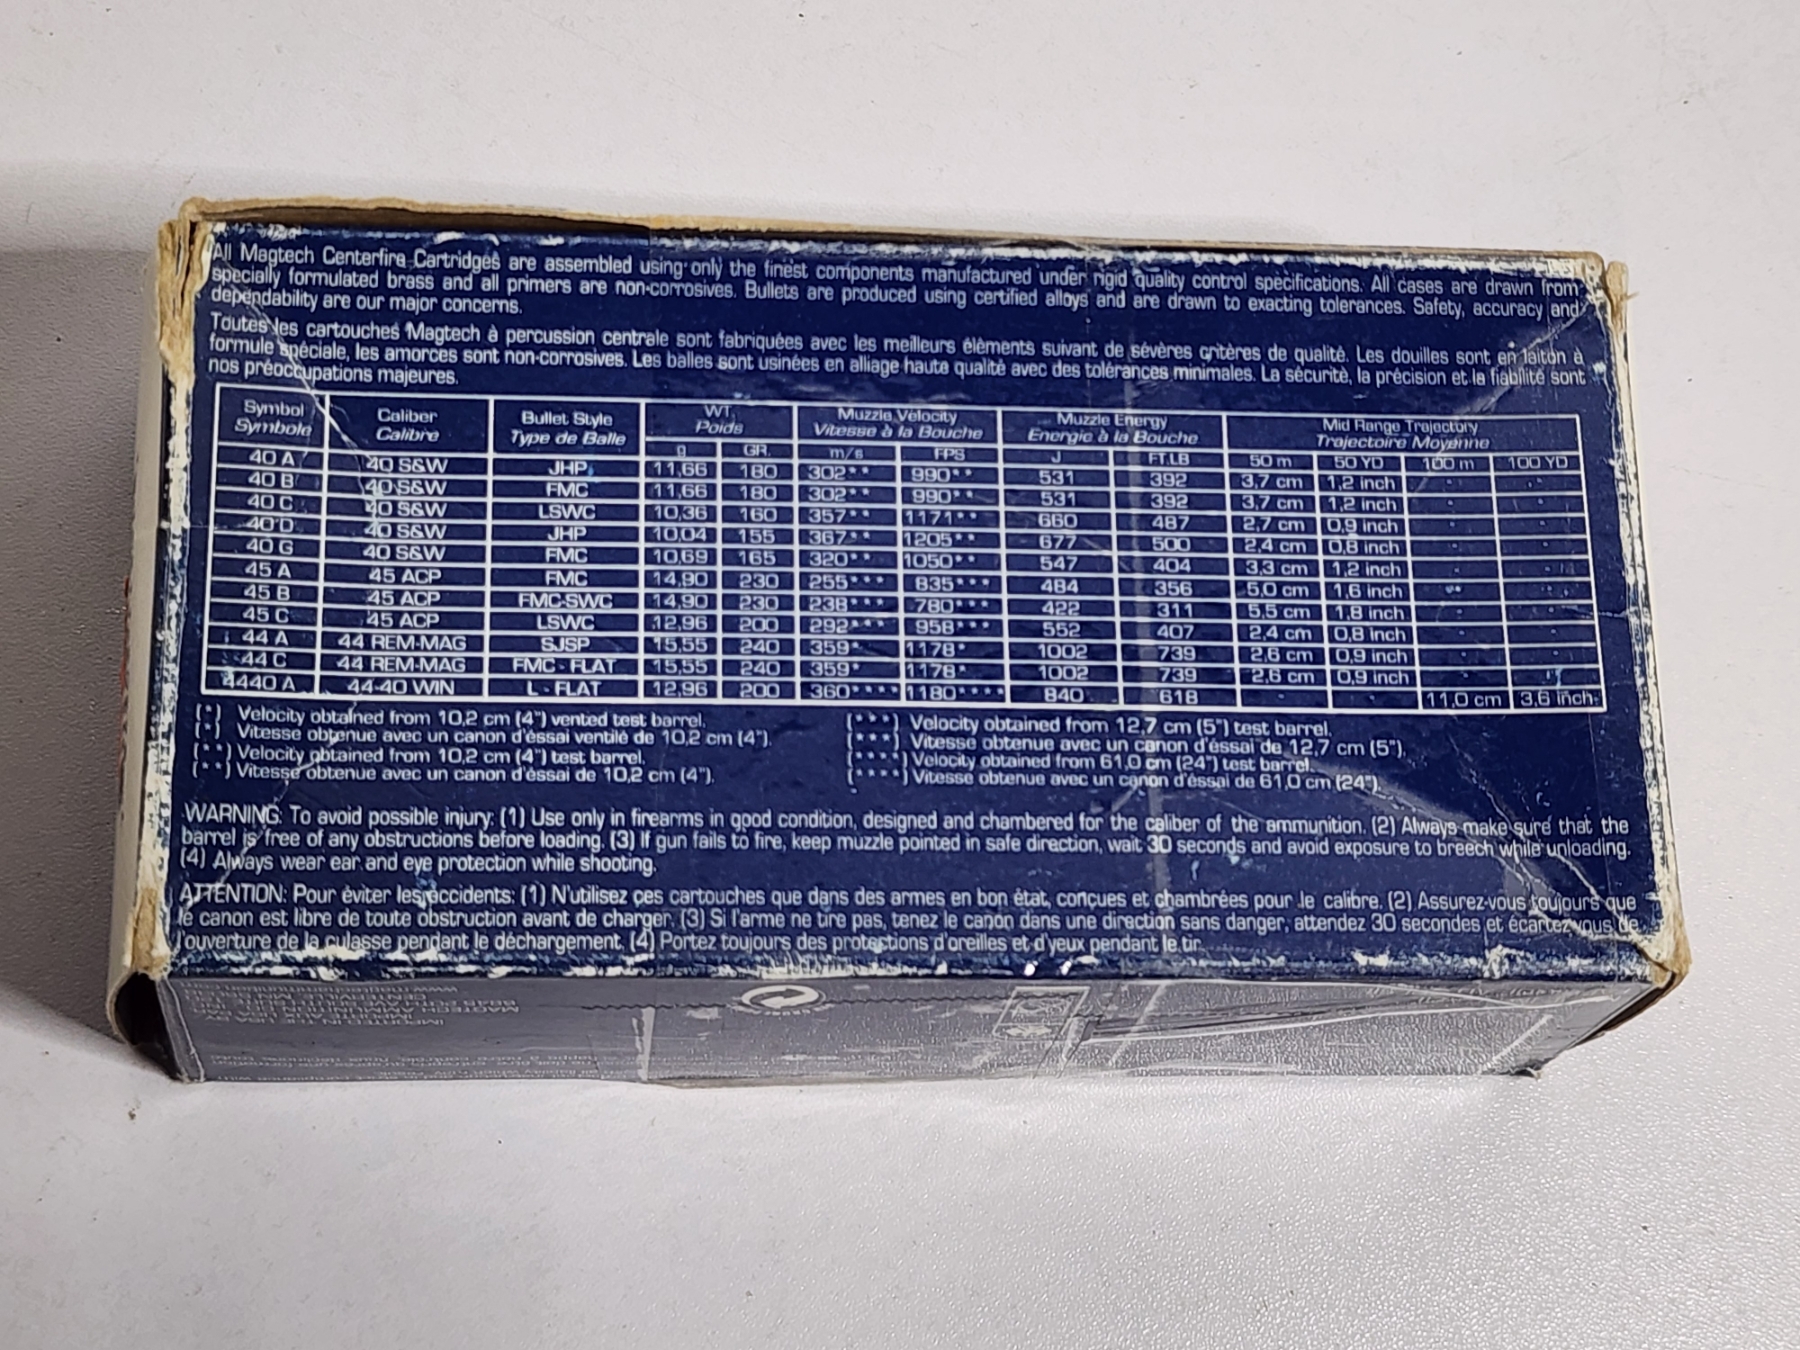 All Magtech Centerfire Cartridges are assembled using only the finest components manufactured under rigid quality control specifications. All cases are drawn from
specially formulated brass and all primers are non-corrosives. Bullets are produced using certified alloys and are drawn to exacting tolerances. Safety, accuracy and
dependability are our major concerns.
Toutes les cartouches Magtech à percussion centrale sont fabriquées avec les meilleurs élèments suivant de sévères critères de qualité. Les douilles sont en laiton à
formule spéciale, les amorces sont non-corrosives. Les balles sont usinées en alliage haute qualité avec des tolérances minimales. La sécurité, la précision et la fiabilité sont
nos préoccupations majeures.
Symbol Caliber Bullet Style WT. Muzzle Velocity Muzzle Energy Mid Range Trajectory
Symbole Calibre Type de Balle Poids Vitesse à la Bouche Energie à la Bouche Trajectoire Moyenne
g GR. m/s FPS J FT.LB 50 m 50 YD 100 m 100 YD
40 A 40 S&W JHP 11,66 180 302** 990** 531 392 3,7 cm 1,2 inch - -
40 B 40 S&W FMC 11,66 180 302** 990** 531 392 3,7 cm 1,2 inch - -
40 C 40 S&W LSWC 10,36 160 357** 1171** 660 487 2,7 cm 0,9 inch - -
40 D 40 S&W JHP 10,04 155 367** 1205** 677 500 2,4 cm 0,8 inch - -
40 G 40 S&W FMC 10,69 165 320** 1050** 547 404 3,3 cm 1,2 inch - -
45 A 45 ACP FMC 14,90 230 255*** 835*** 484 356 5,0 cm 1,6 inch - -
45 B 45 ACP FMC-SWC 14,90 230 238*** 780*** 422 311 5,5 cm 1,8 inch - -
45 C 45 ACP LSWC 12,96 200 292*** 958*** 552 407 2,4 cm 0,8 inch - -
44 A 44 REM-MAG SJSP 15,55 240 359* 1178* 1002 739 2,6 cm 0,9 inch - -
44 C 44 REM-MAG FMC - FLAT 15,55 240 359* 1178* 1002 739 2,6 cm 0,9 inch - -
4440 A 44-40 WIN L - FLAT 12,96 200 360**** 1180**** 840 618 - - 11,0 cm 3,6 inch
(*) Velocity obtained from 10,2 cm (4") vented test barrel.
(*) Vitesse obtenue avec un canon d'éssai ventilé de 10,2 cm (4").
(**) Velocity obtained from 10,2 cm (4") test barrel.
(**) Vitesse obtenue avec un canon d'éssai de 10,2 cm (4").
(***) Velocity obtained from 12,7 cm (5") test barrel.
(***) Vitesse obtenue avec un canon d'éssai de 12,7 cm (5").
(****) Velocity obtained from 61,0 cm (24") test barrel.
(****) Vitesse obtenue avec un canon d'éssai de 61,0 cm (24").
WARNING: To avoid possible injury: (1) Use only in firearms in good condition, designed and chambered for the caliber of the ammunition. (2) Always make sure that the
barrel is free of any obstructions before loading. (3) If gun fails to fire, keep muzzle pointed in safe direction, wait 30 seconds and avoid exposure to breech while unloading.
(4) Always wear ear and eye protection while shooting.
ATTENTION: Pour éviter les accidents: (1) N'utilisez ces cartouches que dans des armes en bon état, conçues et chambrées pour le calibre. (2) Assurez-vous toujours que
le canon est libre de toute obstruction avant de charger. (3) Si l'arme ne tire pas, tenez le canon dans une direction sans danger, attendez 30 secondes et écartez vous de
l'ouverture de la culasse pendant le déchargement. (4) Portez toujours des protections d'oreilles et d'yeux pendant le tir.